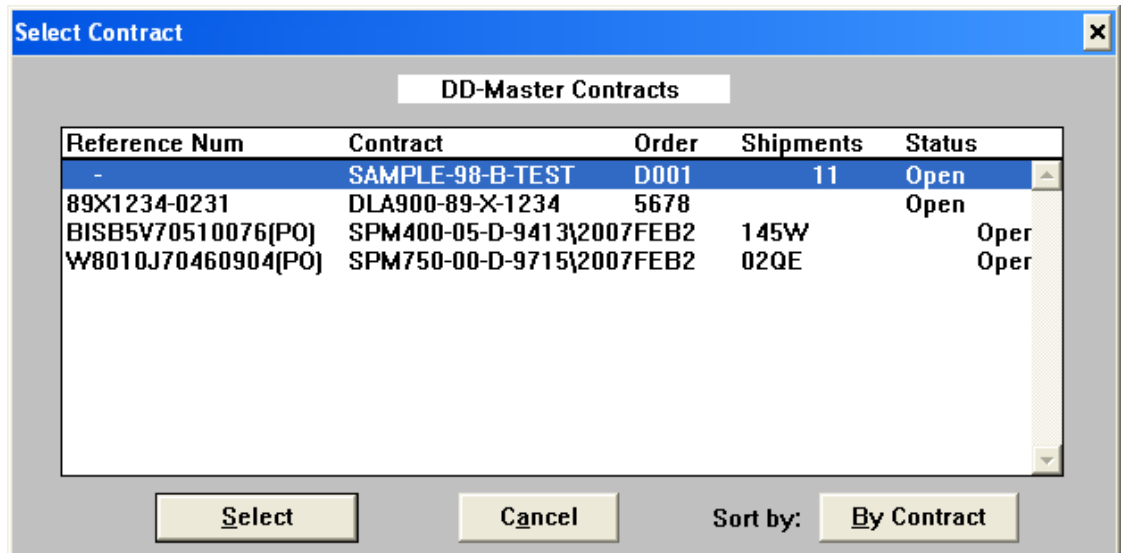 Select Contract
DD-Master Contracts
Reference Num Contract Order Shipments Status
- SAMPLE-98-B-TEST D001 11 Open
89X1234-0231 DLA900-89-X-1234 5678 Open
BISB5V70510076(PO) SPM400-05-D-9413\2007FEB2 145W Oper
W8010J70460904(PO) SPM750-00-D-9715\2007FEB2 02QE Oper
Select Cancel Sort by: By Contract